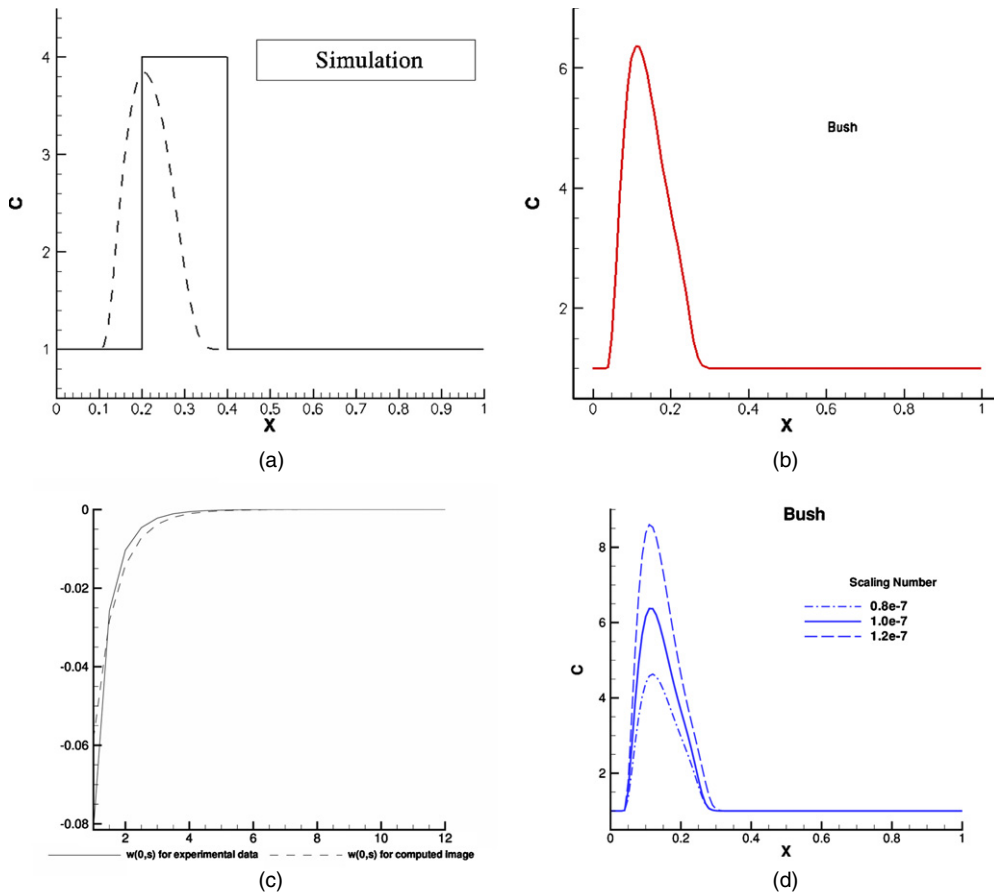 4
3
2
1
C
Simulation
0 0.1 0.2 0.3 0.4 0.5 0.6 0.7 0.8 0.9 1
X
(a)
6
4
2
C
Bush
0 0.2 0.4 0.6 0.8 1
X
(b)
0
-0.02
-0.04
-0.06
-0.08
2 4 6 8 10 12
w(0,s) for experimental data w(0,s) for computed image
(c)
Bush
8
6
4
2
C
Scaling Number
0.8e-7
1.0e-7
1.2e-7
0 0.2 0.4 0.6 0.8 1
X
(d)